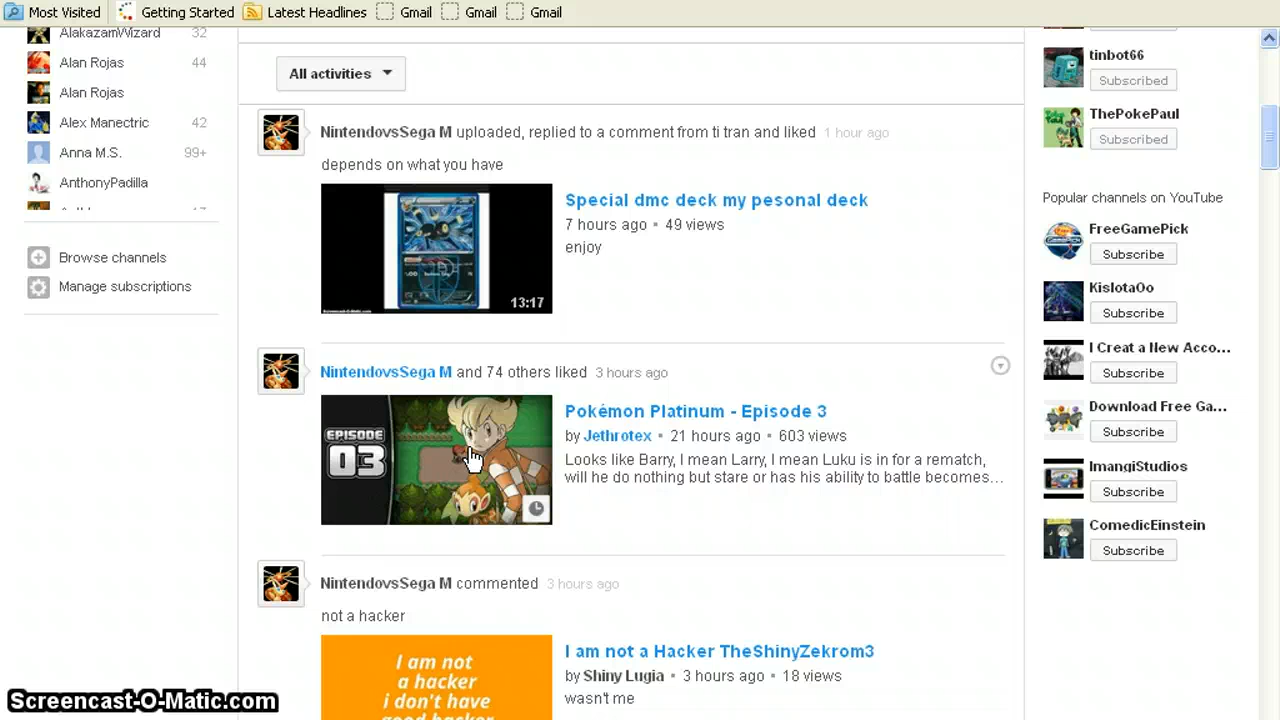 Most Visited Getting Started Latest Headlines Gmail Gmail Gmail
AlakazamWizard 32
Alan Rojas 44
Alan Rojas
Alex Manectric 42
Anna M.S. 99+
AnthonyPadilla
Browse channels
Manage subscriptions
All activities
NintendovsSega M uploaded, replied to a comment from ti tran and liked 1 hour ago
depends on what you have
13:17
Special dmc deck my pesonal deck
7 hours ago • 49 views
enjoy
NintendovsSega M and 74 others liked 3 hours ago
EPISODE
03
Pokémon Platinum - Episode 3
by Jethrotex • 21 hours ago • 603 views
Looks like Barry, I mean Larry, I mean Luku is in for a rematch,
will he do nothing but stare or has his ability to battle becomes...
NintendovsSega M commented 3 hours ago
not a hacker
I am not
a hacker
i don't have
good hacker
I am not a Hacker TheShinyZekrom3
by Shiny Lugia • 3 hours ago • 18 views
wasn't me
tinbot66
Subscribed
ThePokePaul
Subscribed
Popular channels on YouTube
FreeGamePick
Subscribe
KislotaOo
Subscribe
I Creat a New Acco...
Subscribe
Download Free Ga...
Subscribe
ImangiStudios
Subscribe
ComedicEinstein
Subscribe
Screencast-O-Matic.com